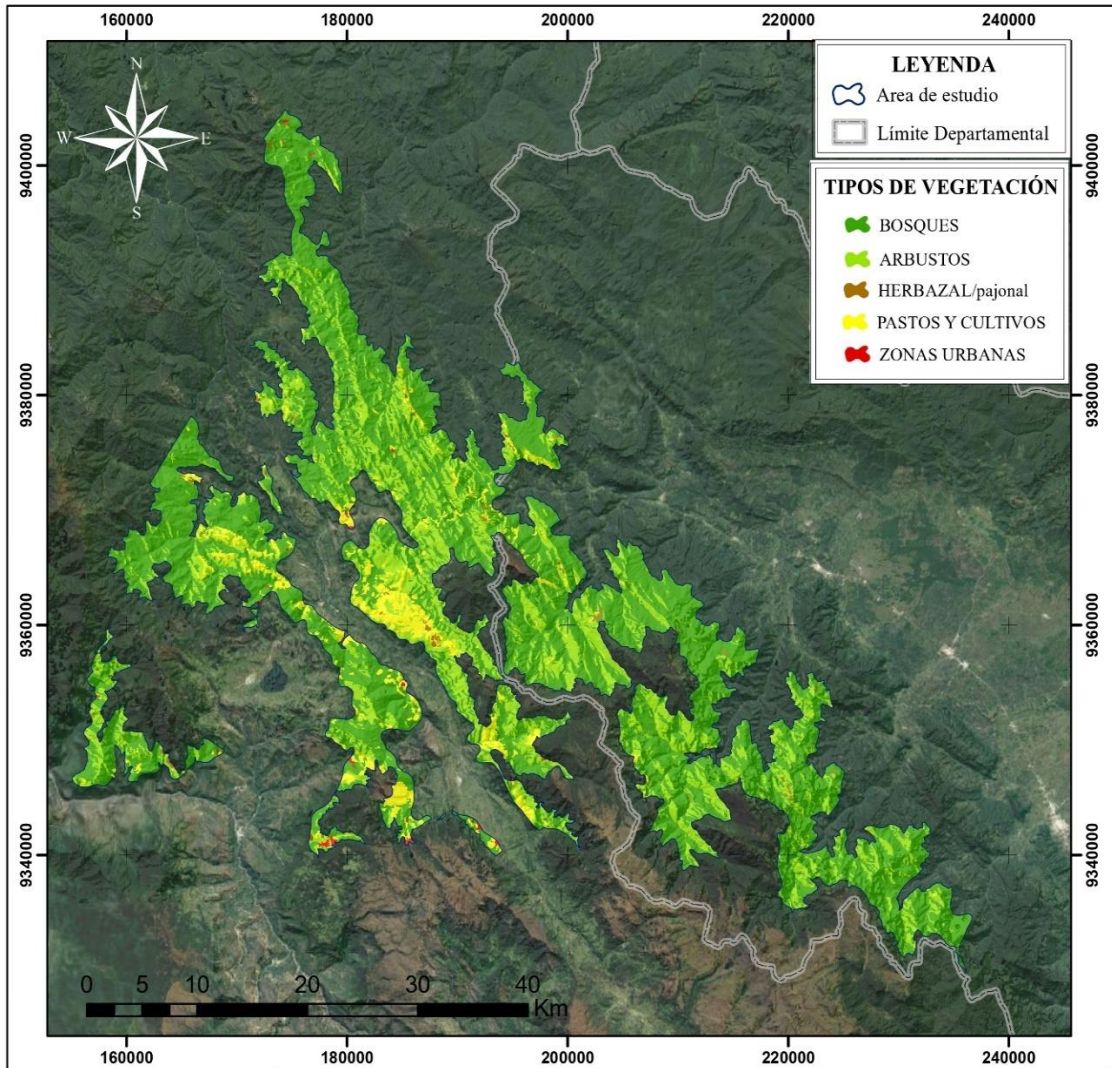 160000 180000 200000 220000 240000
N
W E
S
LEYENDA
Area de estudio
Límite Departamental
TIPOS DE VEGETACIÓN
BOSQUES
ARBUSTOS
HERBAZAL/pajonal
PASTOS Y CULTIVOS
ZONAS URBANAS
9400000 9400000
9380000 9380000
9360000 9360000
9340000 9340000
0 5 10 20 30 40
Km
160000 180000 200000 220000 240000